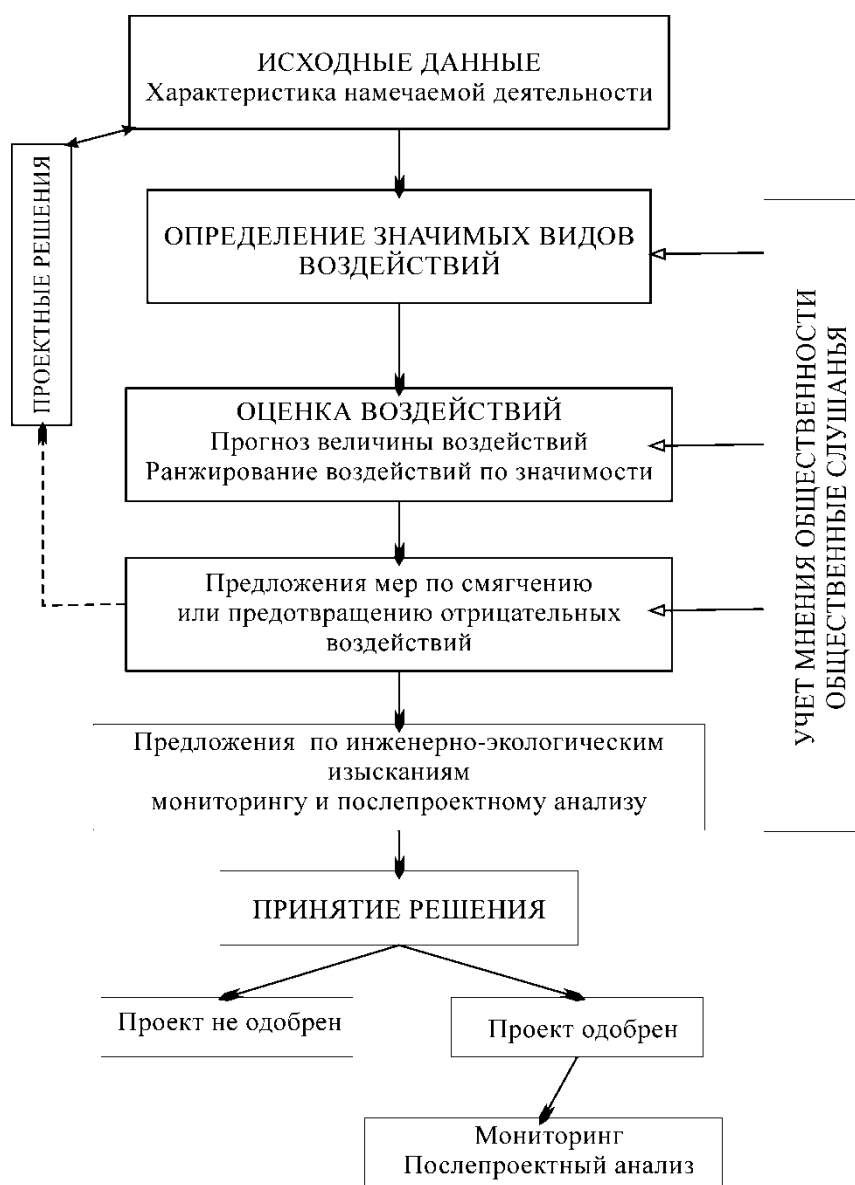 ИСХОДНЫЕ ДАННЫЕ
Характеристика намечаемой деятельности
ПРОЕКТНЫЕ РЕШЕНИЯ
ОПРЕДЕЛЕНИЕ ЗНАЧИМЫХ ВИДОВ
ВОЗДЕЙСТВИЙ
ОЦЕНКА ВОЗДЕЙСТВИЙ
Прогноз величины воздействий
Ранжирование воздействий по значимости
Предложения мер по смягчению
или предотвращению отрицательных
воздействий
УЧЕТ МНЕНИЯ ОБЩЕСТВЕННОСТИ
ОБЩЕСТВЕННЫЕ СЛУШАНЬЯ
Предложения по инженерно-экологическим
изысканиям
мониторингу и послепроектному анализу
ПРИНЯТИЕ РЕШЕНИЯ
Проект не одобрен
Проект одобрен
Мониторинг
Послепроектный анализ